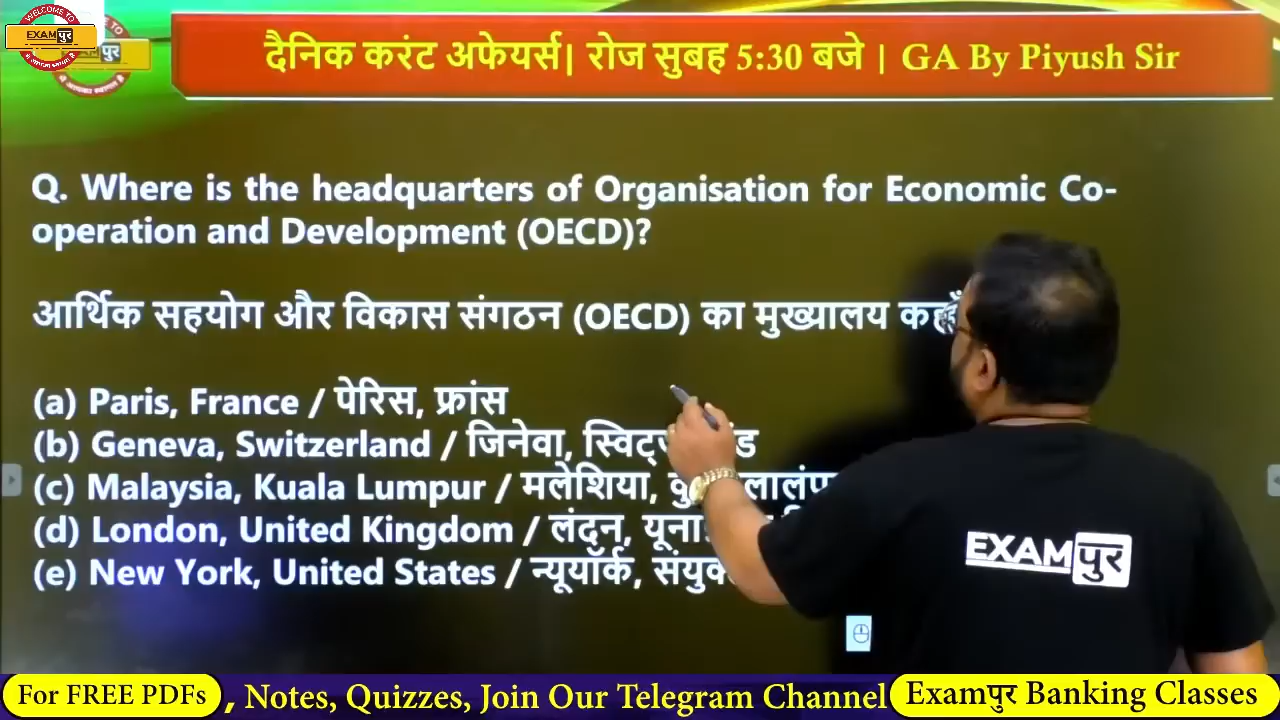 WELCOME TO
EXAMपुर
दैनिक करंट अफेयर्स| रोज सुबह 5:30 बजे | GA By Piyush Sir
Q. Where is the headquarters of Organisation for Economic Co-
operation and Development (OECD)?
आर्थिक सहयोग और विकास संगठन (OECD) का मुख्यालय कहाँ
(a) Paris, France / पेरिस, फ्रांस
(b) Geneva, Switzerland / जिनेवा,
(c) Malaysia, Kuala Lumpur / मलेशिया,
(d) London, United Kingdom / लंदन,
(e) New York, United States / न्यूयॉर्क,
EXAMपुर
For FREE PDFs , Notes, Quizzes, Join Our Telegram Channel Examपुर Banking Classes